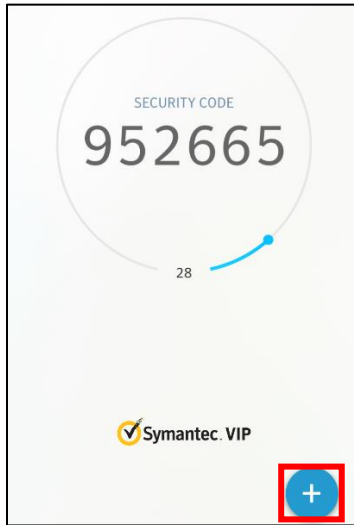 SECURITY CODE
952665
28
Symantec. VIP
+